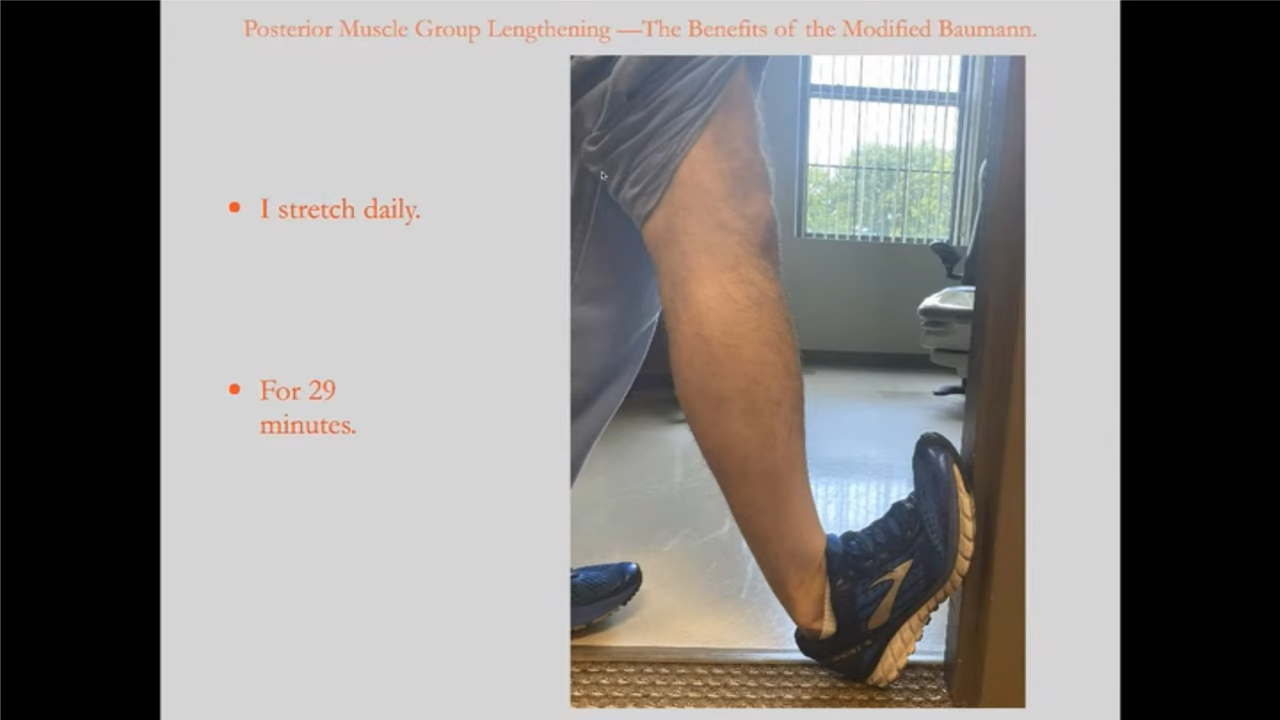 Posterior Muscle Group Lengthening —The Benefits of the Modified Baumann.
• I stretch daily.
• For 29
minutes.